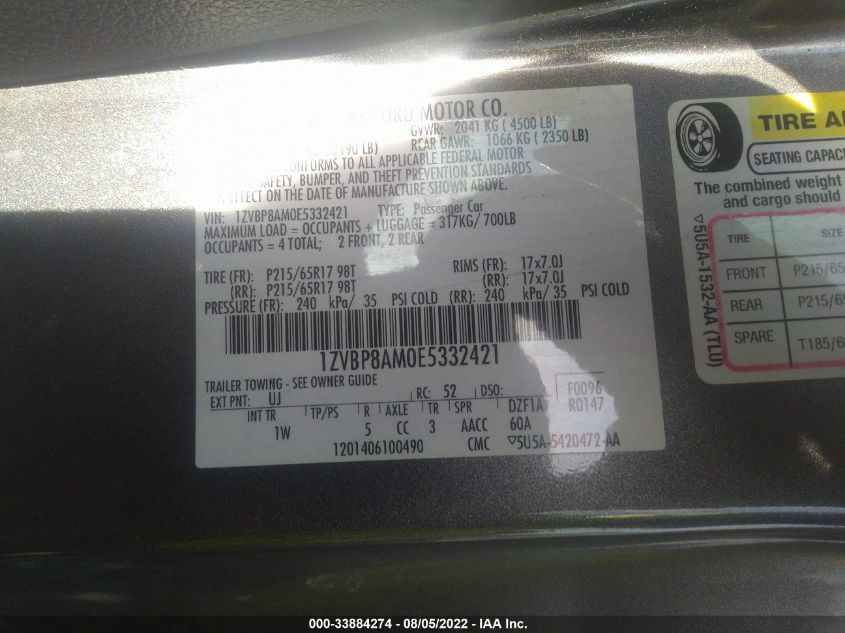 FORD MOTOR CO.
GVWR: 2041 KG ( 4500 LB)
190 LB) REAR GAWR: 1066 KG ( 2350 LB)
CONFORMS TO ALL APPLICABLE FEDERAL MOTOR
SAFETY, BUMPER, AND THEFT PREVENTION STANDARDS
EFFECT ON THE DATE OF MANUFACTURE SHOWN ABOVE.
VIN: 1ZVBP8AM0E5332421 TYPE: Passenger Car
MAXIMUM LOAD = OCCUPANTS + LUGGAGE = 317KG/ 700LB
OCCUPANTS = 4 TOTAL; 2 FRONT, 2 REAR
TIRE (FR): P215/65R17 98T RIMS (FR): 17x7.0J
(RR): P215/65R17 98T (RR): 17x7.0J
PRESSURE (FR): 240 kPa/ 35 PSI COLD (RR): 240 kPa/ 35 PSI COLD
1ZVBP8AM0E5332421
TRAILER TOWING - SEE OWNER GUIDE
EXT PNT: UJ RC: 52 DSO: F0096
INT TR TP/PS R AXLE TR SPR DZF1A R0147
1W 5 CC 3 AACC 60A
1201406100490 CMC ▽5U5A-5420472-AA
TIRE A
SEATING CAPAC
The combined weight
and cargo should
TIRE SIZE
FRONT P215/65
REAR P215/65
SPARE T185/6
▽5U5A-1532-AA (TLU)
000-33884274 - 08/05/2022 - IAA Inc.